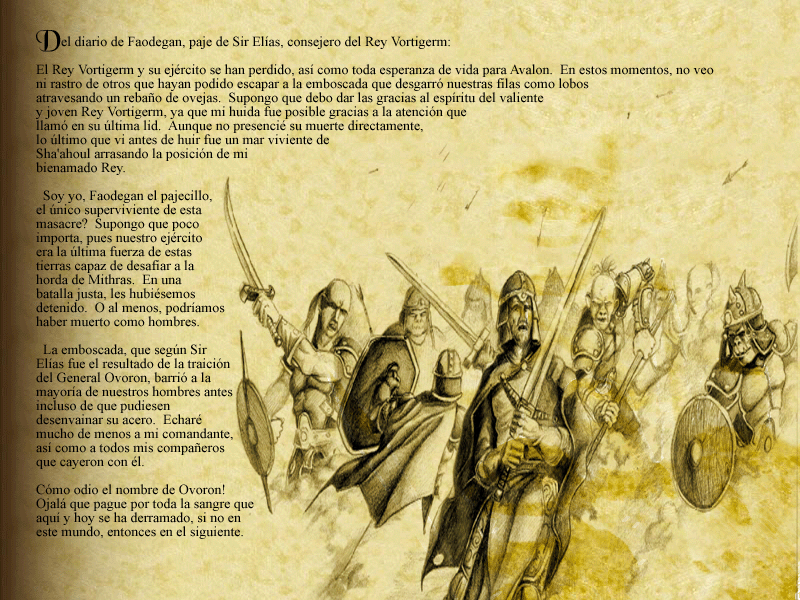 Del diario de Faodegan, paje de Sir Elías, consejero del Rey Vortigerm:
El Rey Vortigerm y su ejército se han perdido, así como toda esperanza de vida para Avalon. En estos momentos, no veo
ni rastro de otros que hayan podido escapar a la emboscada que desgarró nuestras filas como lobos
atravesando un rebaño de ovejas. Supongo que debo dar las gracias al espíritu del valiente
y joven Rey Vortigerm, ya que mi huida fue posible gracias a la atención que
llamó en su última lid. Aunque no presencié su muerte directamente,
lo último que vi antes de huír fue un mar viviente de
Sha'ahoul arrasando la posición de mi
bienamado Rey.
Soy yo, Faodegan el pajecillo,
el único superviviente de esta
masacre? Supongo que poco
importa, pues nuestro ejército
era la última fuerza de estas
tierras capaz de desafiar a la
horda de Mithras. En una
batalla justa, les hubiésemos
detenido. O al menos, podríamos
haber muerto como hombres.
La emboscada, que según Sir
Elías fue el resultado de la traición
del General Ovoron, barrió a la
mayoría de nuestros hombres antes
incluso de que pudiesen
desenvainar su acero. Echaré
mucho de menos a mi comandante,
así como a todos mis compañeros
que cayeron con él.
Cómo odio el nombre de Ovoron!
Ojalá que pague por toda la sangre que
aquí y hoy se ha derramado, si no en
este mundo, entonces en el siguiente.